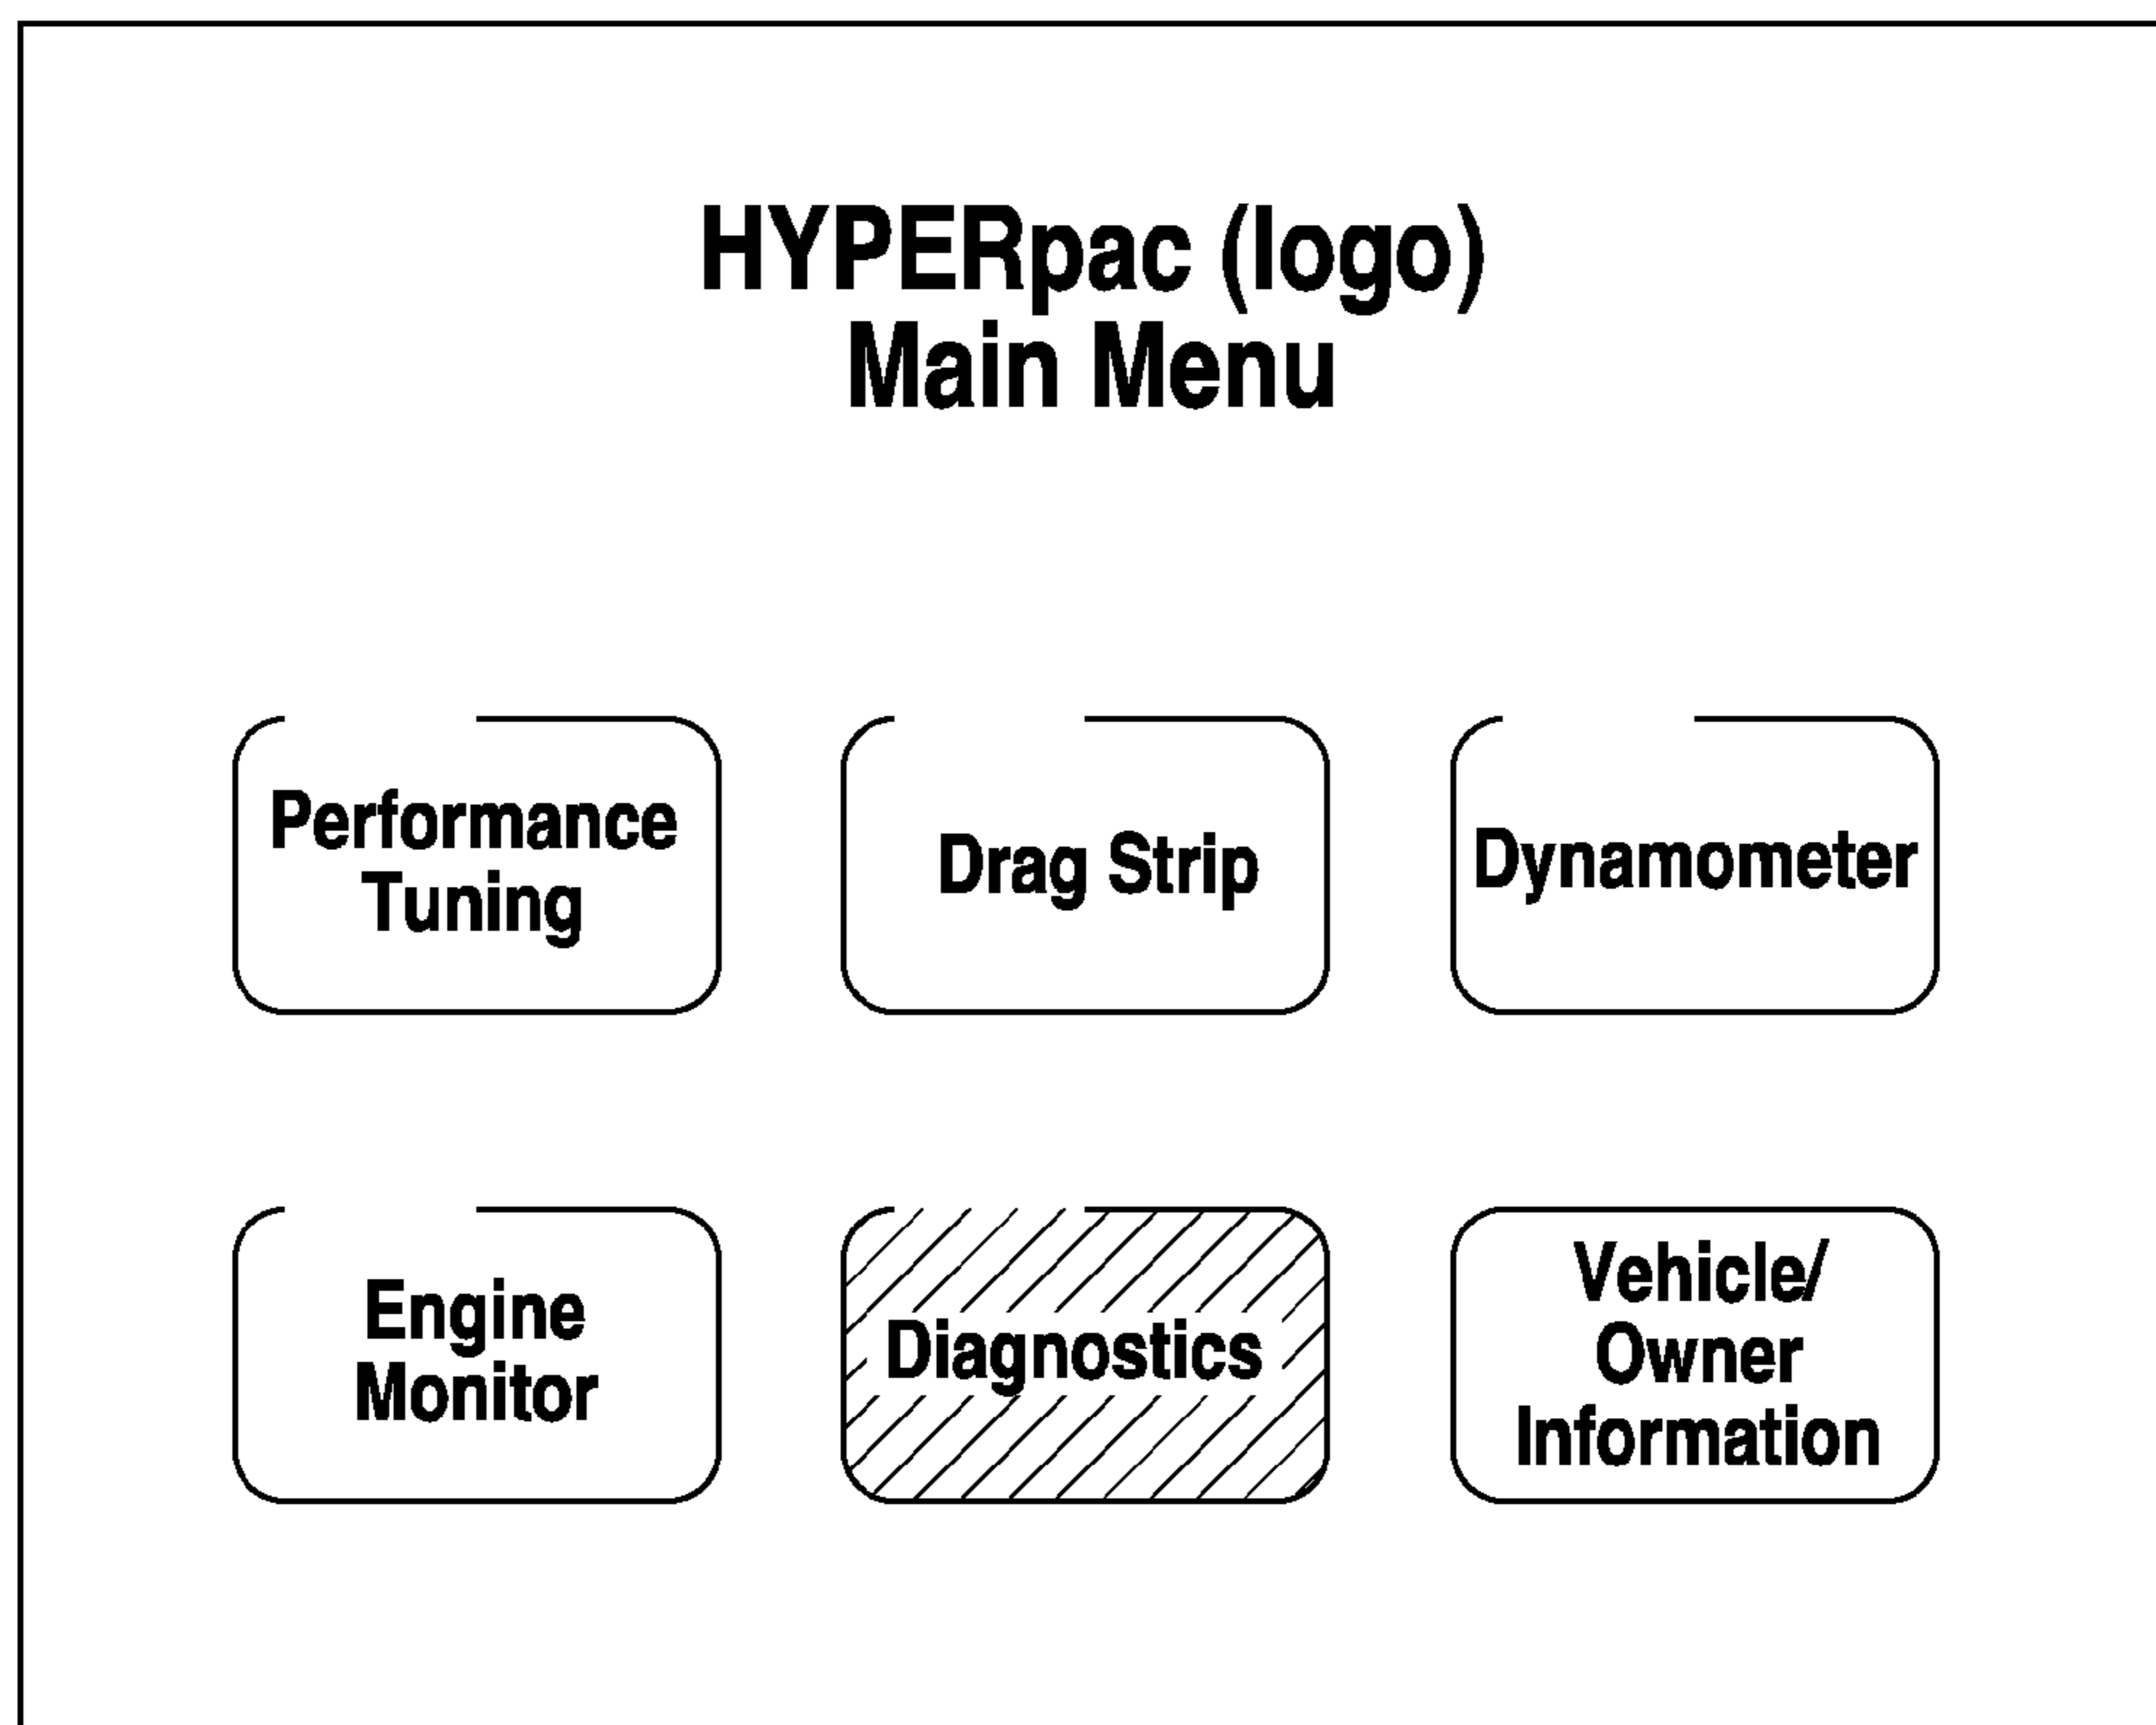 HYPERpac (logo)
Main Menu
Performance
Tuning
Drag Strip
Dynamometer
Engine
Monitor
Diagnostics
Vehicle/
Owner
Information